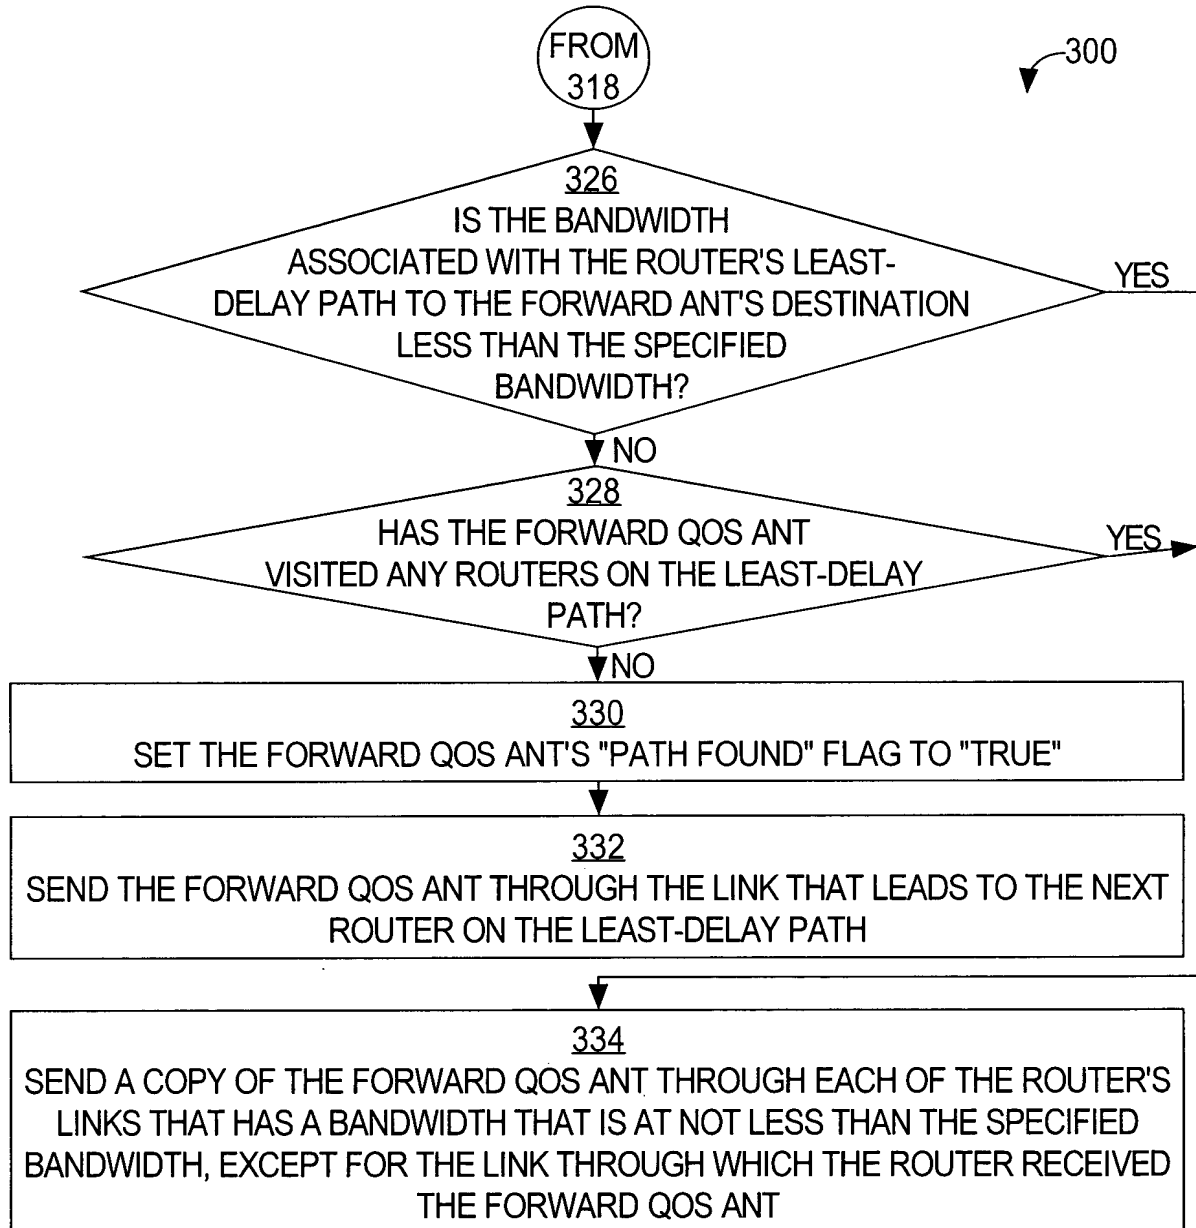 FROM
318
300
326
IS THE BANDWIDTH
ASSOCIATED WITH THE ROUTER'S LEAST-
DELAY PATH TO THE FORWARD ANT'S DESTINATION
LESS THAN THE SPECIFIED
BANDWIDTH?
YES
NO
328
HAS THE FORWARD QOS ANT
VISITED ANY ROUTERS ON THE LEAST-DELAY
PATH?
YES
NO
330
SET THE FORWARD QOS ANT'S "PATH FOUND" FLAG TO "TRUE"
332
SEND THE FORWARD QOS ANT THROUGH THE LINK THAT LEADS TO THE NEXT
ROUTER ON THE LEAST-DELAY PATH
334
SEND A COPY OF THE FORWARD QOS ANT THROUGH EACH OF THE ROUTER'S
LINKS THAT HAS A BANDWIDTH THAT IS AT NOT LESS THAN THE SPECIFIED
BANDWIDTH, EXCEPT FOR THE LINK THROUGH WHICH THE ROUTER RECEIVED
THE FORWARD QOS ANT